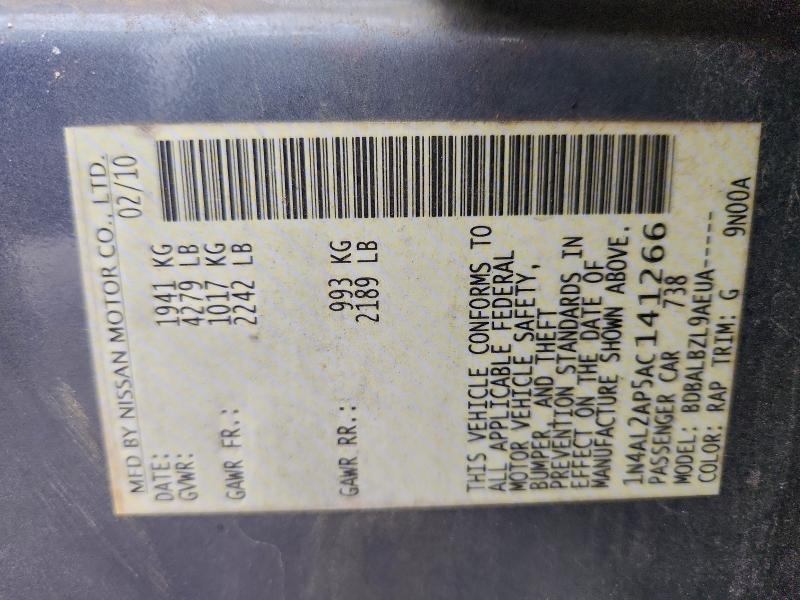 MFD BY NISSAN MOTOR CO., LTD.
DATE: 02/10
GVWR: 1941 KG
4279 LB
GAWR FR.: 1017 KG
2242 LB
GAWR RR.: 993 KG
2189 LB
THIS VEHICLE CONFORMS TO
ALL APPLICABLE FEDERAL
MOTOR VEHICLE SAFETY,
BUMPER, AND THEFT
PREVENTION STANDARDS IN
EFFECT ON THE DATE OF
MANUFACTURE SHOWN ABOVE.
1N4AL2AP5AC141266
PASSENGER CAR 738
MODEL: BDBALBZL9AEUA-----
COLOR: RAP TRIM: G 9N00A